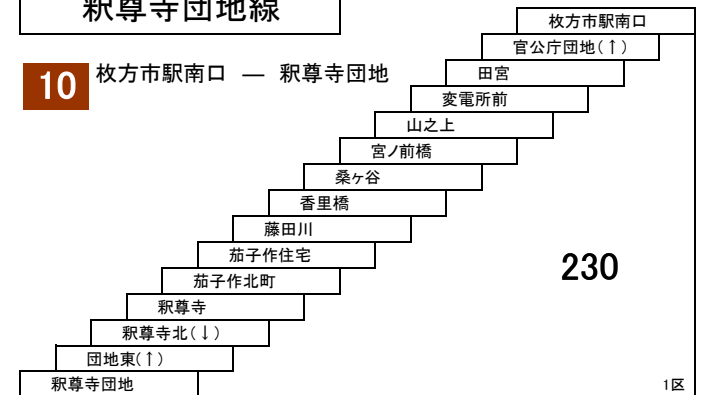 釈尊寺団地線
枚方市駅南口
官公庁団地(↑)
10 枚方市駅南口 ― 釈尊寺団地
田宮
変電所前
山之上
宮ノ前橋
桑ヶ谷
香里橋
藤田川
茄子作住宅
230
茄子作北町
釈尊寺
釈尊寺北(↓)
団地東(↑)
釈尊寺団地
1区